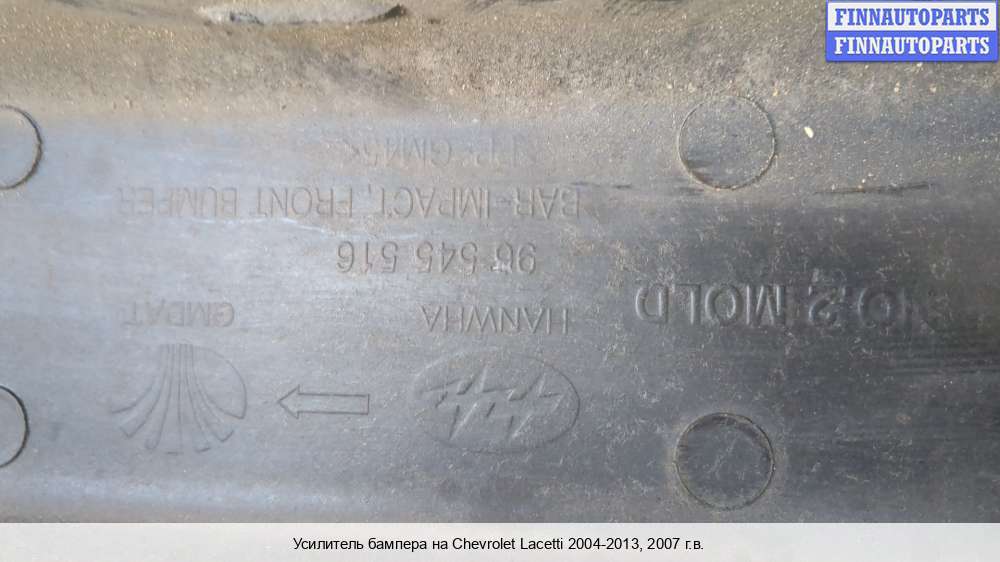 FINNAUTOPARTS
FINNAUTOPARTS
NO.2 MOLD
GMDAT
HANWHA
96 545 516
BAR-IMPACT, FRONT BUMPER
Усилитель бампера на Chevrolet Lacetti 2004-2013, 2007 г.в.